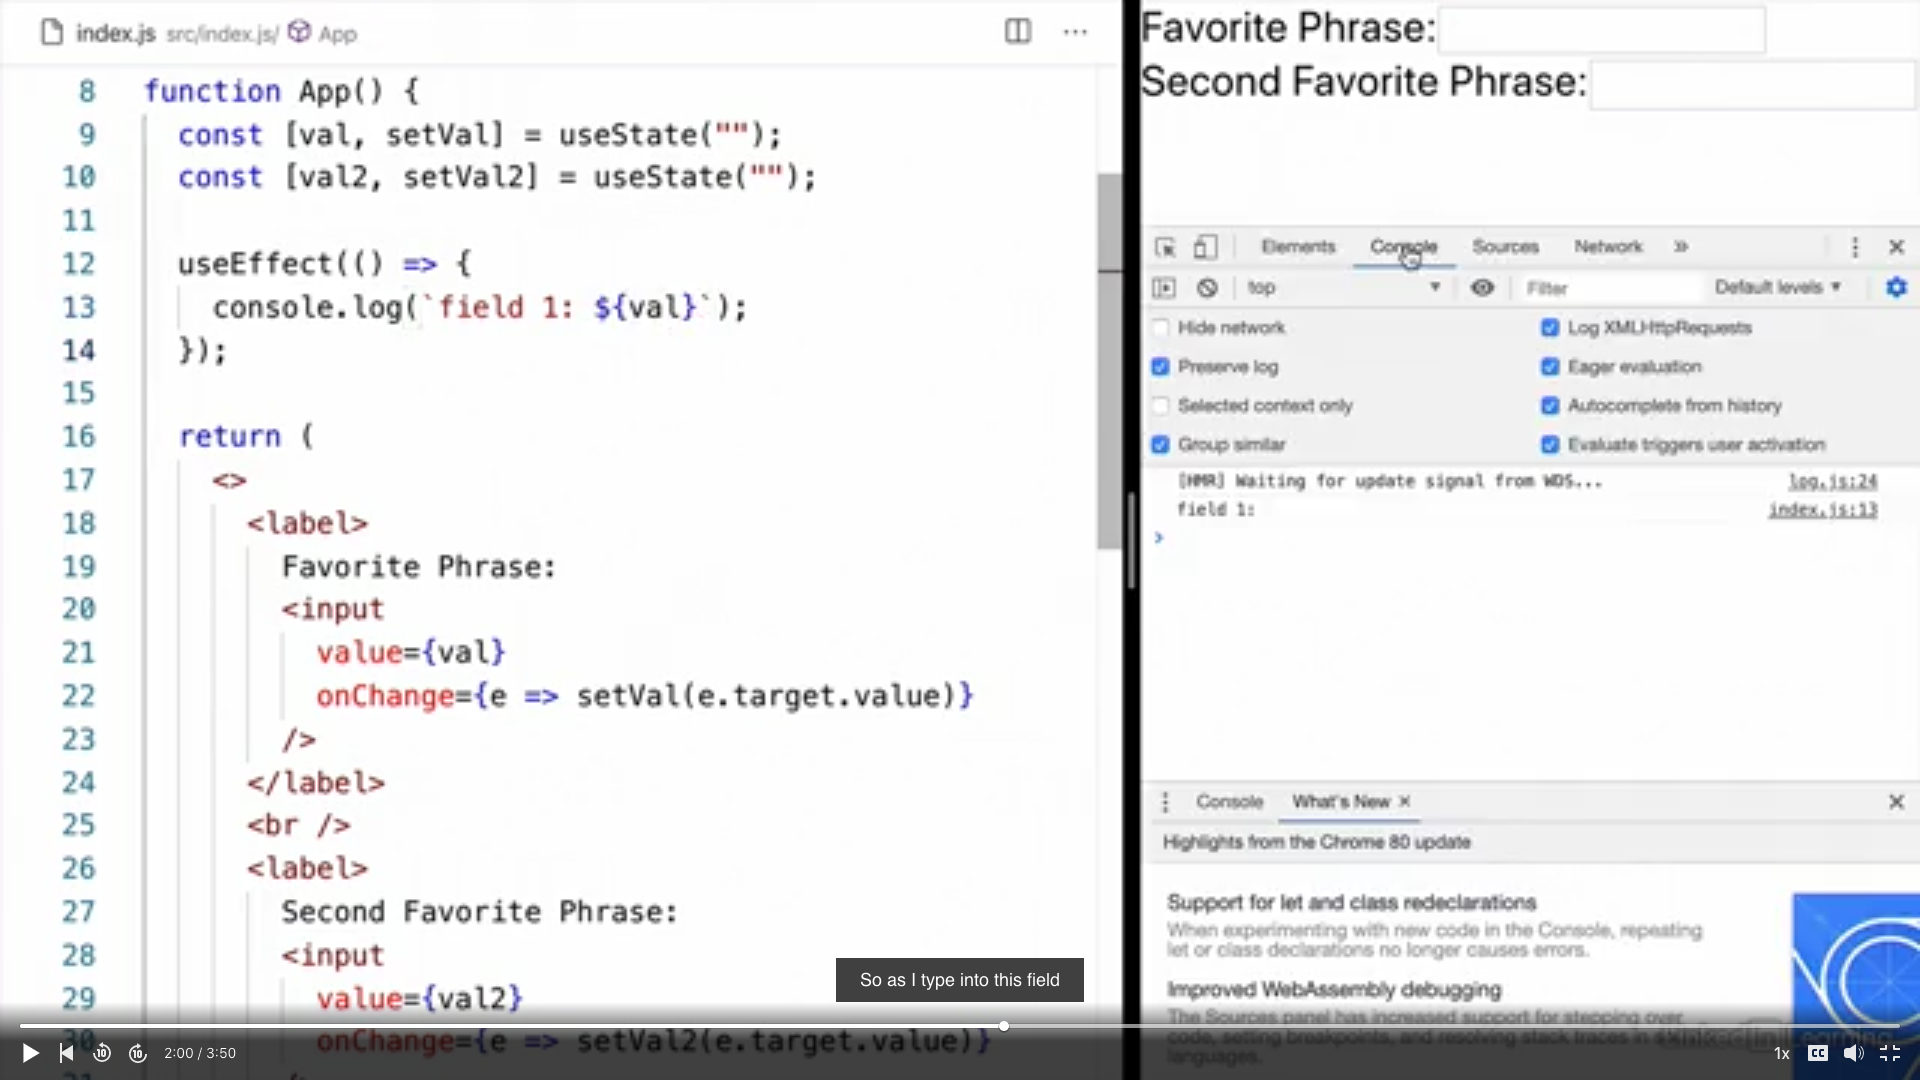 index.js src/index.js/ App
8 function App() {
9 const [val, setVal] = useState("");
10 const [val2, setVal2] = useState("");
11
12 useEffect(() => {
13 console.log(`field 1: ${val}`);
14 });
15
16 return (
17 <>
18 <label>
19 Favorite Phrase:
20 <input
21 value={val}
22 onChange={e => setVal(e.target.value)}
23 />
24 </label>
25 <br />
26 <label>
27 Second Favorite Phrase:
28 <input
29 value={val2}
30 onChange={e => setVal2(e.target.value)}
Favorite Phrase:
Second Favorite Phrase:
Elements Console Sources Network »
top Filter Default levels
Hide network Log XMLHttpRequests
Preserve log Eager evaluation
Selected context only Autocomplete from history
Group similar Evaluate triggers user activation
[HMR] Waiting for update signal from WDS... log.js:24
field 1: index.js:13
>
Console What's New ×
Highlights from the Chrome 80 update
Support for let and class redeclarations
When experimenting with new code in the Console, repeating
let or class declarations no longer causes errors.
Improved WebAssembly debugging
The Sources panel has increased support for stepping over
code, setting breakpoints, and resolving stack traces in
languages.
So as I type into this field
10 10 2:00 / 3:50 1x CC